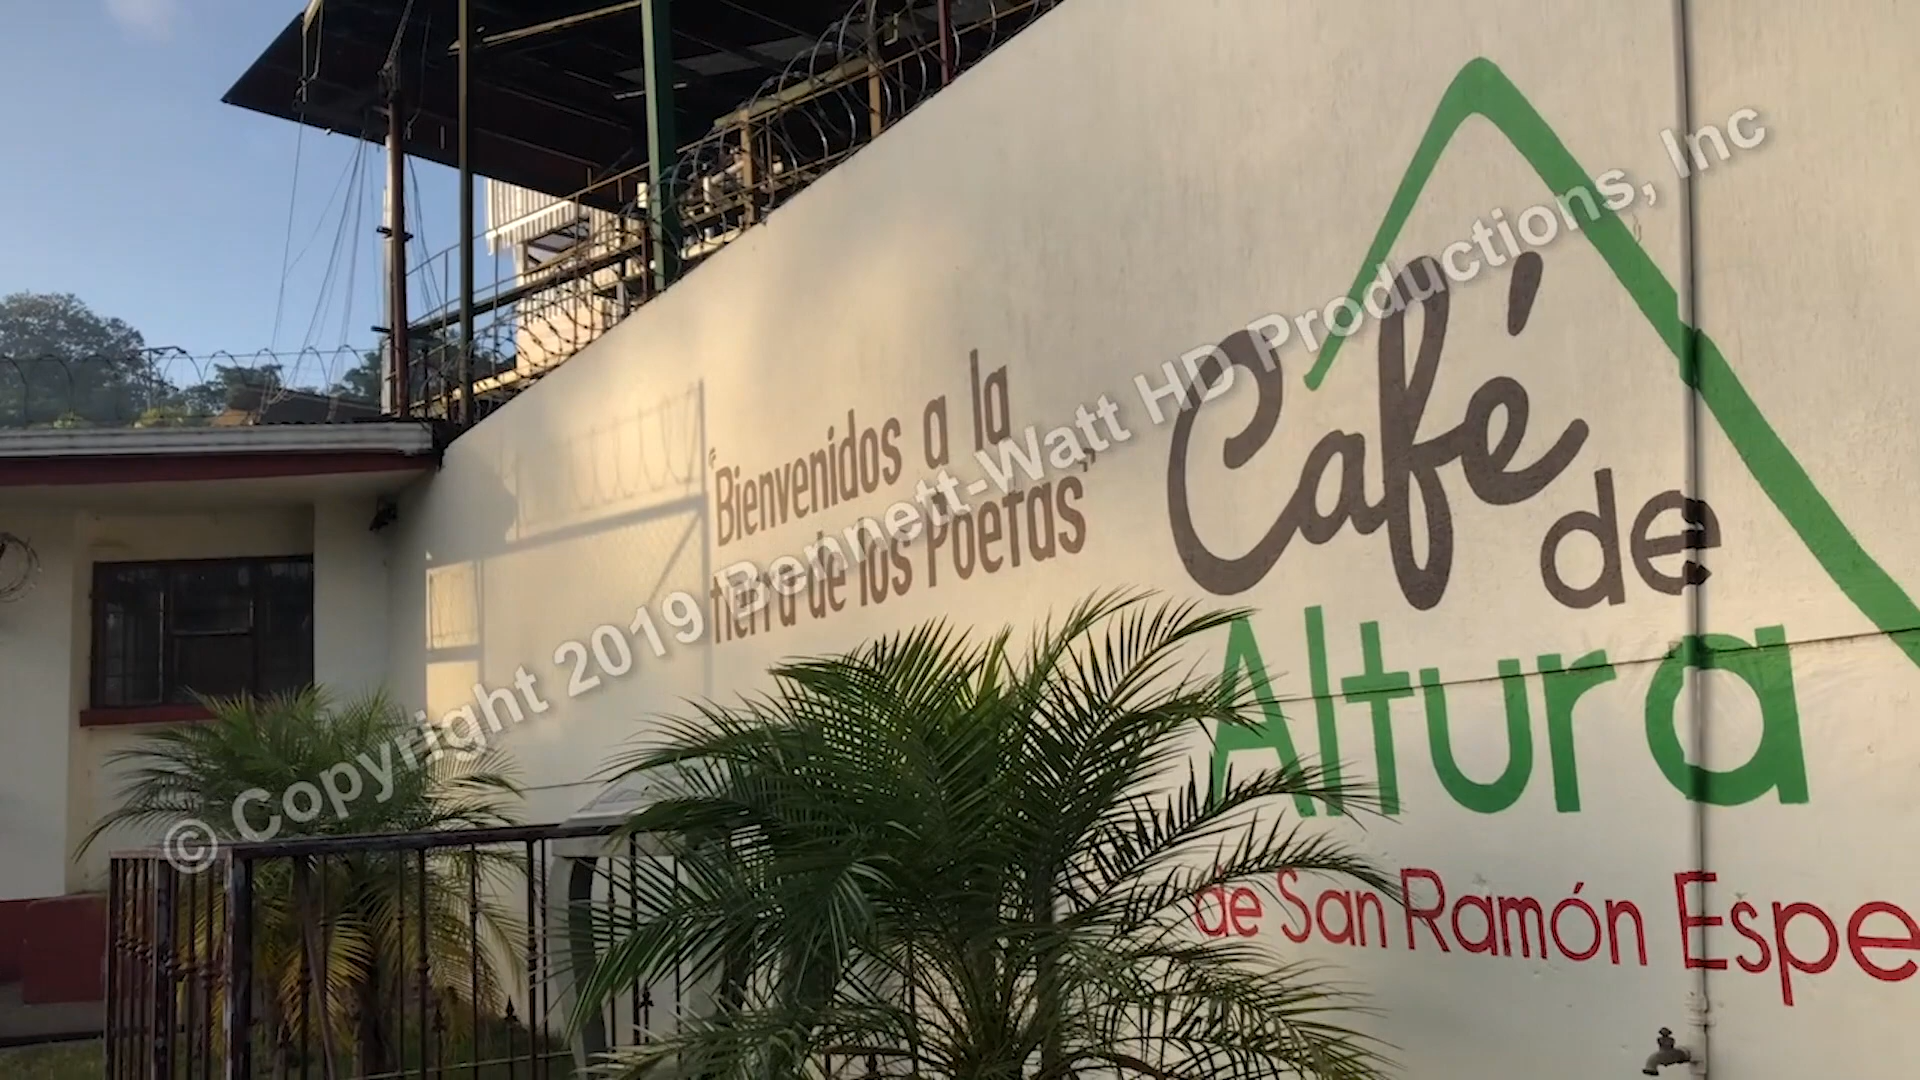 "Bienvenidos a la
tierra de los Poetas"
Café
de
Altura
de San Ramón Espe
© Copyright 2019 Bennett-Watt HD Productions, Inc